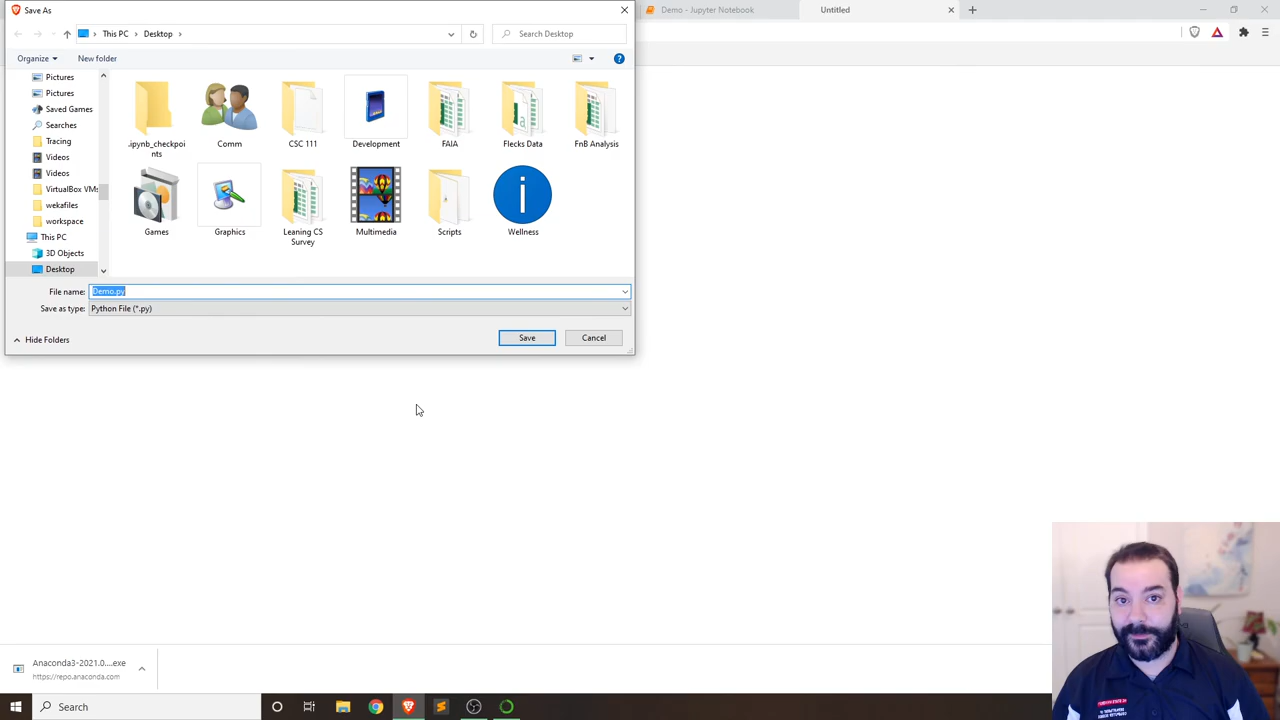 Save As
Demo - Jupyter Notebook
Untitled
This PC
Desktop
Search Desktop
Organize
New folder
Pictures
Pictures
Saved Games
Searches
Tracing
Videos
Videos
VirtualBox VMs
wekafiles
workspace
This PC
3D Objects
Desktop
.ipynb_checkpoi
nts
Comm
CSC 111
Development
FAIA
Flecks Data
FnB Analysis
Games
Graphics
Leaning CS
Survey
Multimedia
Scripts
Wellness
File name:
Demo.py
Save as type:
Python File (*.py)
Hide Folders
Save
Cancel
Anaconda3-2021.0....exe
https://repo.anaconda.com
Search